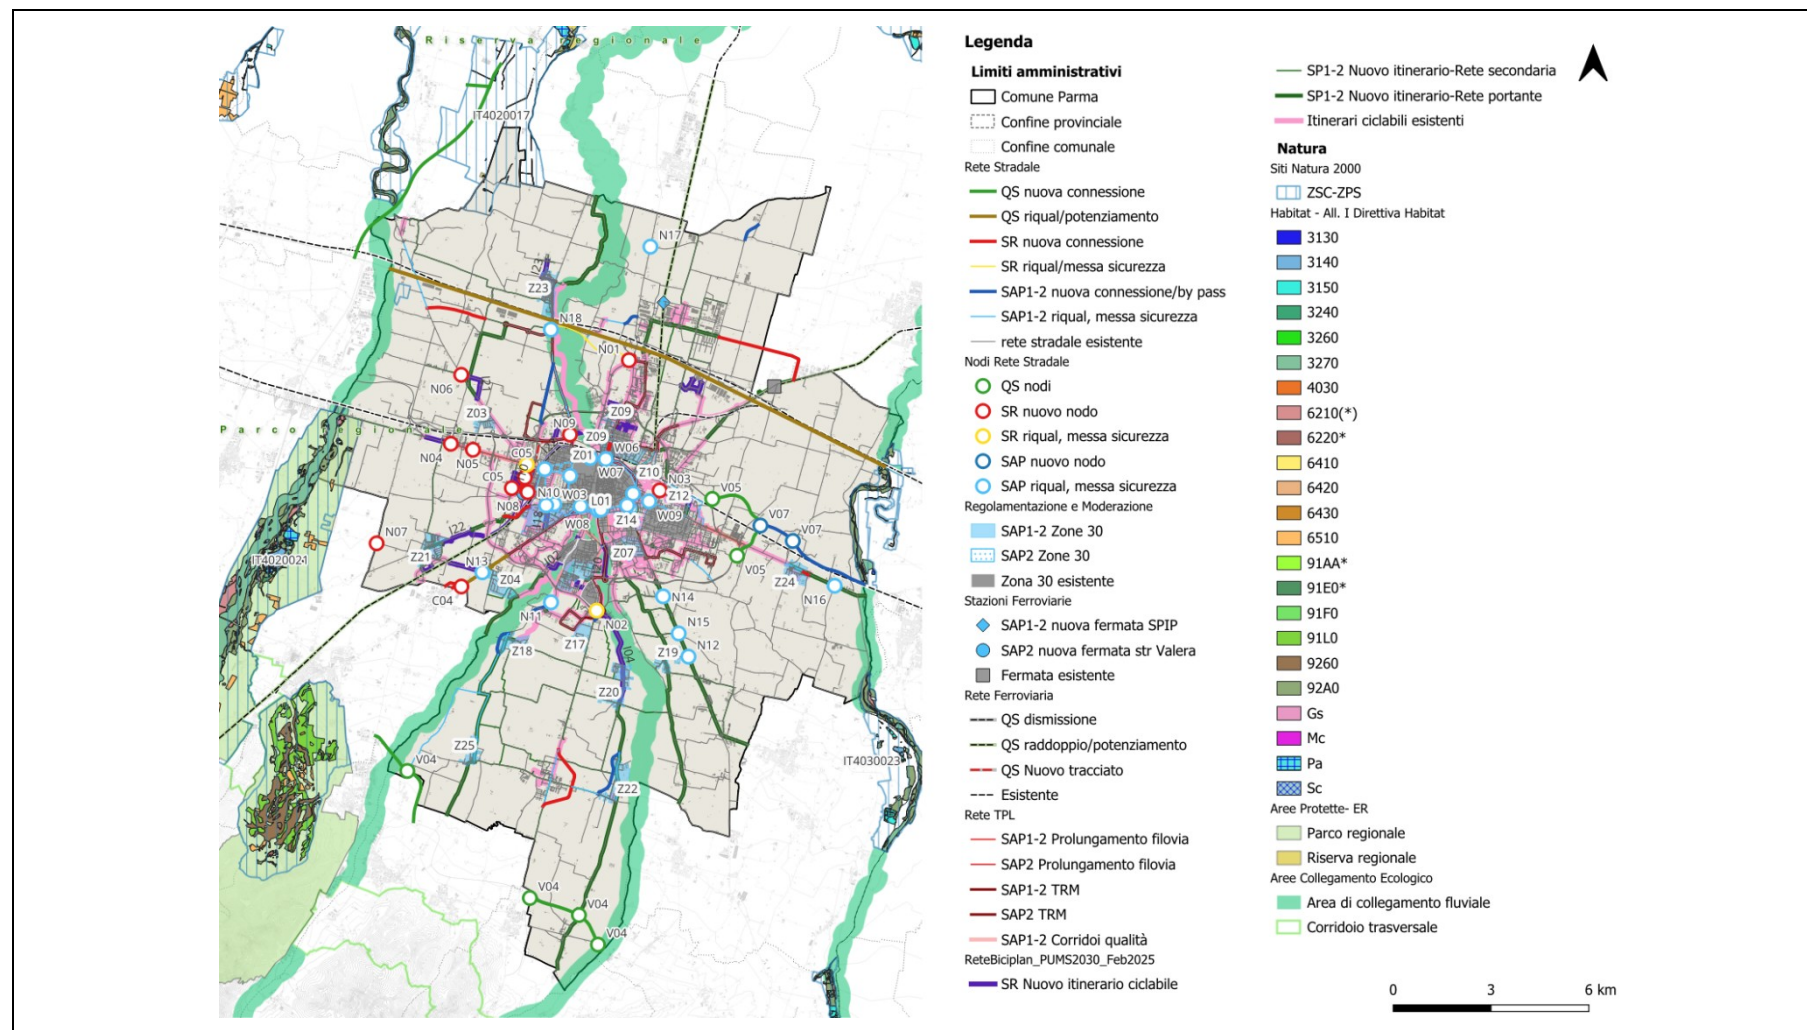 Riserva regionale
IT4020017
N17
Z23
Z23
N18
N01
N06
Z03
Parco regionale
Z09
N09
Z09
N04
N05
C05
Z01
W06
W07
Z10
C05
N03
Z12
V05
N10
W03
L01
N08
I18
W08
Z14
W09
V07
V07
N07
I22
Z21
Z07
IT4020021
N13
Z04
V05
Z24
C04
N16
N14
N11
N02
N15
Z17
Z18
I04
N12
Z19
Z20
Z25
V04
IT4030023
Z22
V04
V04
V04
Legenda
Limiti amministrativi
Comune Parma
Confine provinciale
Confine comunale
Rete Stradale
QS nuova connessione
QS riqual/potenziamento
SR nuova connessione
SR riqual/messa sicurezza
SAP1-2 nuova connessione/by pass
SAP1-2 riqual, messa sicurezza
rete stradale esistente
Nodi Rete Stradale
QS nodi
SR nuovo nodo
SR riqual, messa sicurezza
SAP nuovo nodo
SAP riqual, messa sicurezza
Regolamentazione e Moderazione
SAP1-2 Zone 30
SAP2 Zone 30
Zona 30 esistente
Stazioni Ferroviarie
SAP1-2 nuova fermata SPIP
SAP2 nuova fermata str Valera
Fermata esistente
Rete Ferroviaria
QS dismissione
QS raddoppio/potenziamento
QS Nuovo tracciato
Esistente
Rete TPL
SAP1-2 Prolungamento filovia
SAP2 Prolungamento filovia
SAP1-2 TRM
SAP2 TRM
SAP1-2 Corridoi qualità
ReteBiciplan_PUMS2030_Feb2025
SR Nuovo itinerario ciclabile
SP1-2 Nuovo itinerario-Rete secondaria
SP1-2 Nuovo itinerario-Rete portante
Itinerari ciclabili esistenti
Natura
Siti Natura 2000
ZSC-ZPS
Habitat - All. I Direttiva Habitat
3130
3140
3150
3240
3260
3270
4030
6210(*)
6220*
6410
6420
6430
6510
91AA*
91E0*
91F0
91L0
9260
92A0
Gs
Mc
Pa
Sc
Aree Protette- ER
Parco regionale
Riserva regionale
Aree Collegamento Ecologico
Area di collegamento fluviale
Corridoio trasversale
0 3 6 km